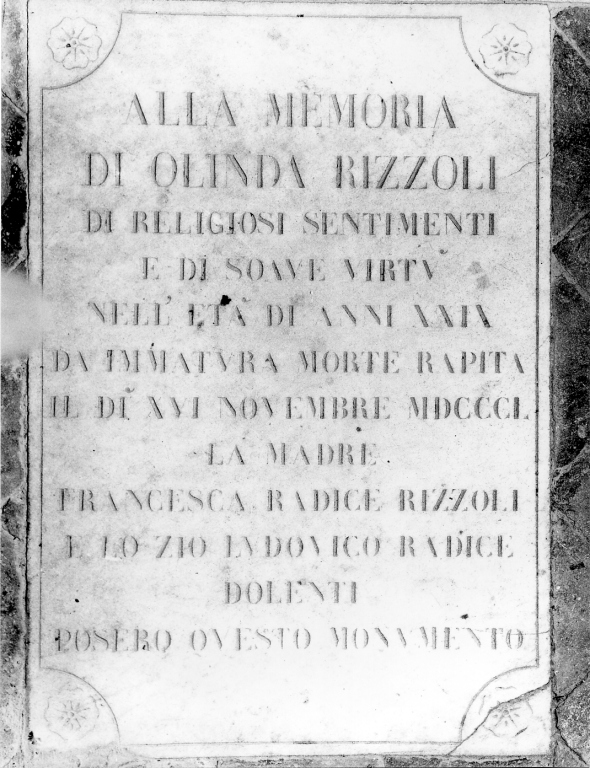 ALLA MEMORIA
DI OLINDA RIZZOLI
DI RELIGIOSI SENTIMENTI
E DI SOAVE VIRTV
NELL' ETÀ DI ANNI XXIX
DA IMMATVRA MORTE RAPITA
IL DÌ XVI NOVEMBRE MDCCCL
LA MADRE
FRANCESCA RADICE RIZZOLI
E LO ZIO LVDOVICO RADICE
DOLENTI
POSERO QVESTO MONVMENTO